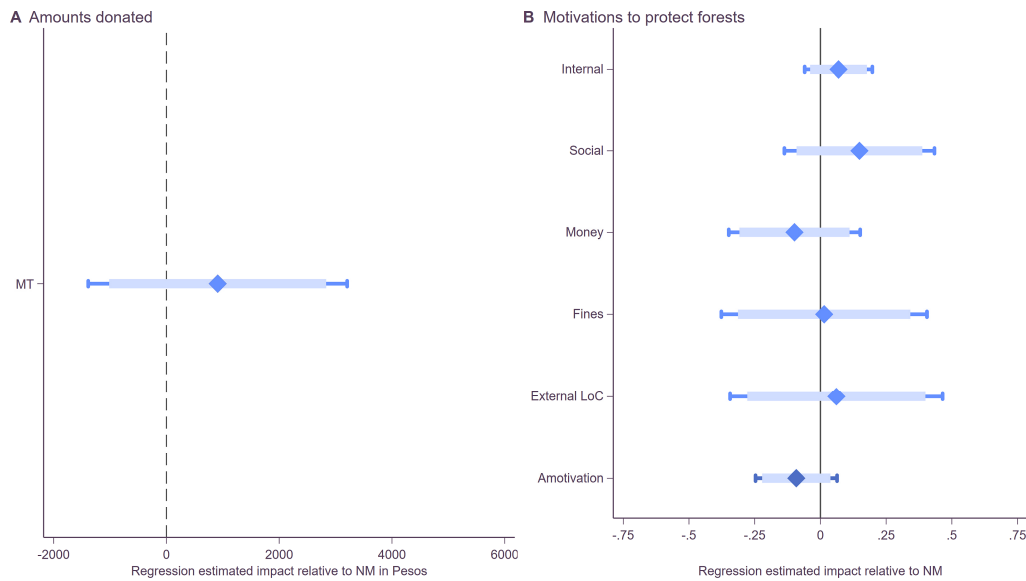 A Amounts donated
MT
-2000 0 2000 4000 6000
Regression estimated impact relative to NM in Pesos
B Motivations to protect forests
Internal
Social
Money
Fines
External LoC
Amotivation
-.75 -.5 -.25 0 .25 .5 .75
Regression estimated impact relative to NM